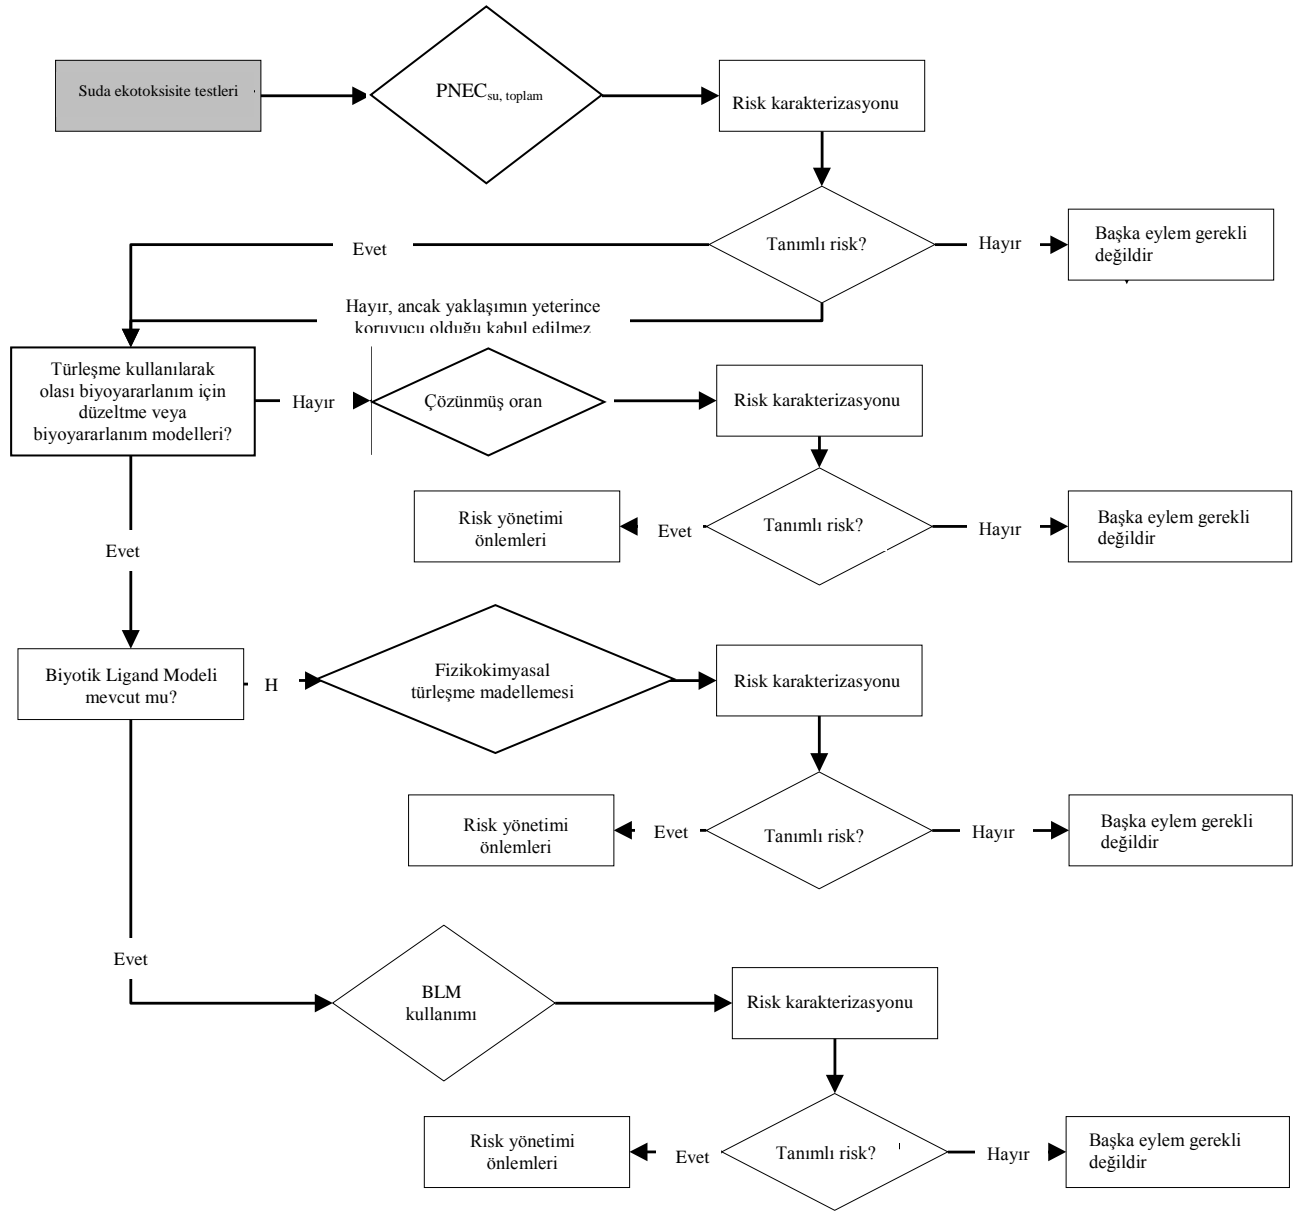 Suda ekotoksisite testleri
PNECsu, toplam
Risk karakterizasyonu
Tanımlı risk?
Hayır
Başka eylem gerekli
değildir
Evet
Hayır, ancak yaklaşımın yeterince
koruyucu olduğu kabul edilmez
Türleşme kullanılarak
olası biyoyararlanım için
düzeltme veya
biyoyararlanım modelleri?
Hayır
Çözünmüş oran
Risk karakterizasyonu
Risk yönetimi
önlemleri
Evet
Tanımlı risk?
Hayır
Başka eylem gerekli
değildir
Evet
Biyotik Ligand Modeli
mevcut mu?
H
Fizikokimyasal
türleşme madellemesi
Risk karakterizasyonu
Risk yönetimi
önlemleri
Evet
Tanımlı risk?
Hayır
Başka eylem gerekli
değildir
Evet
BLM
kullanımı
Risk karakterizasyonu
Risk yönetimi
önlemleri
Evet
Tanımlı risk?
Hayır
Başka eylem gerekli
değildir